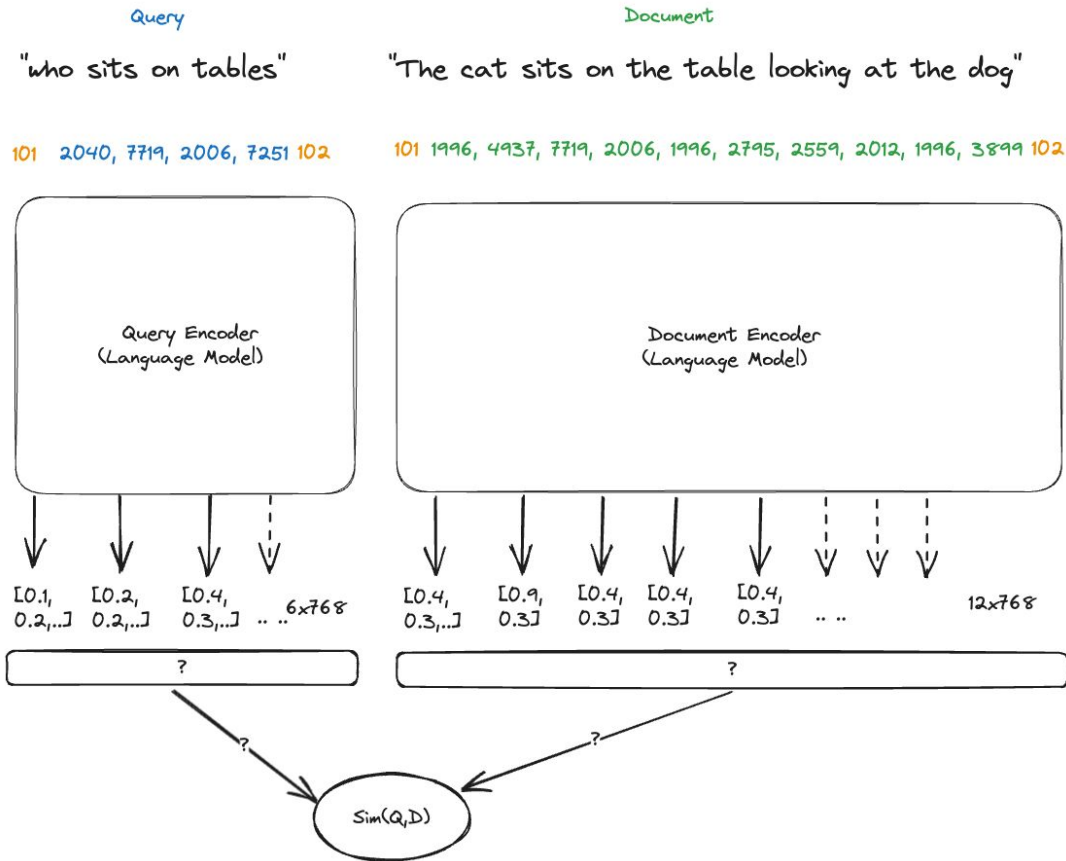 Query
"who sits on tables"
101 2040, 7719, 2006, 7251 102
Query Encoder
(Language Model)
[0.1,
0.2,..]
[0.2,
0.2,..]
[0.4,
0.3,..]
.. ..
6x768
?
Document
"The cat sits on the table looking at the dog"
101 1996, 4937, 7719, 2006, 1996, 2795, 2559, 2012, 1996, 3899 102
Document Encoder
(Language Model)
[0.4,
0.3,..]
[0.9,
0.3]
[0.4,
0.3]
[0.4,
0.3]
[0.4,
0.3]
.. ..
12x768
?
?
?
Sim(Q,D)